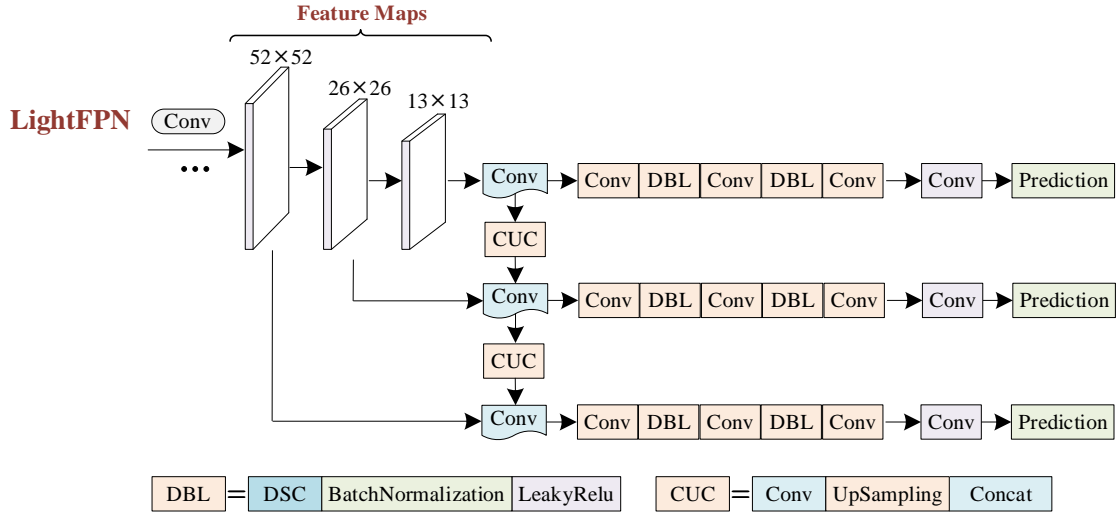 Feature Maps
52×52
26×26
13×13
LightFPN
Conv
...
Conv Conv DBL Conv DBL Conv Conv Prediction
CUC
Conv Conv DBL Conv DBL Conv Conv Prediction
CUC
Conv Conv DBL Conv DBL Conv Conv Prediction
DBL = DSC BatchNormalization LeakyRelu
CUC = Conv UpSampling Concat